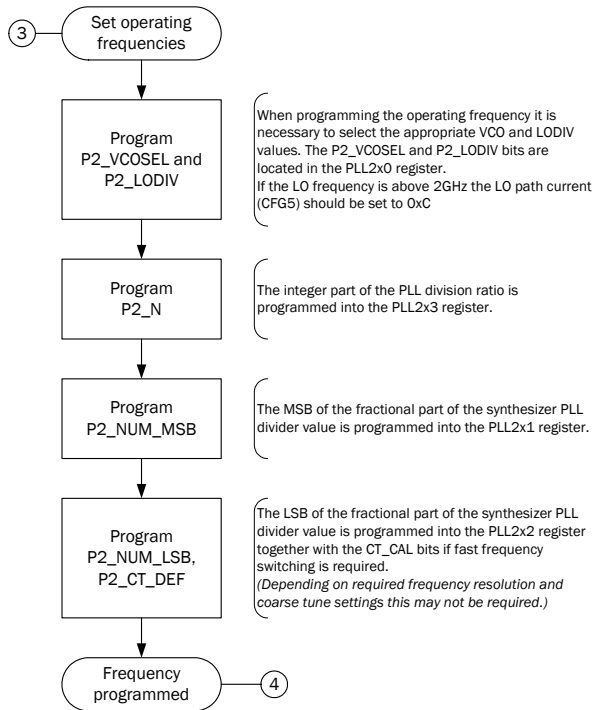 3
Set operating
frequencies
Program
P2_VCOSEL and
P2_LODIV
When programming the operating frequency it is
necessary to select the appropriate VCO and LODIV
values. The P2_VCOSEL and P2_LODIV bits are
located in the PLL2x0 register.
If the LO frequency is above 2GHz the LO path current
(CFG5) should be set to 0xC
Program
P2_N
The integer part of the PLL division ratio is
programmed into the PLL2x3 register.
Program
P2_NUM_MSB
The MSB of the fractional part of the synthesizer PLL
divider value is programmed into the PLL2x1 register.
Program
P2_NUM_LSB,
P2_CT_DEF
The LSB of the fractional part of the synthesizer PLL
divider value is programmed into the PLL2x2 register
together with the CT_CAL bits if fast frequency
switching is required.
(Depending on required frequency resolution and
coarse tune settings this may not be required.)
Frequency
programmed
4